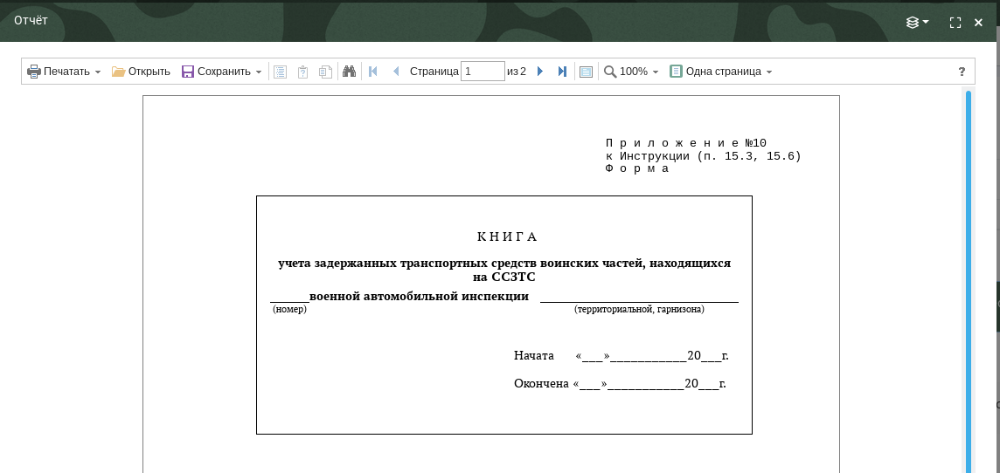 Отчёт
Печатать Открыть Сохранить Страница 1 из 2 100% Одна страница ?
П р и л о ж е н и е №10
к Инструкции (п. 15.3, 15.6)
Ф о р м а
К Н И Г А
учета задержанных транспортных средств воинских частей, находящихся
на ССЗТС
______военной автомобильной инспекции ______________________________
(номер) (территориальной, гарнизона)
Начата «___»___________20___г.
Окончена «___»___________20___г.